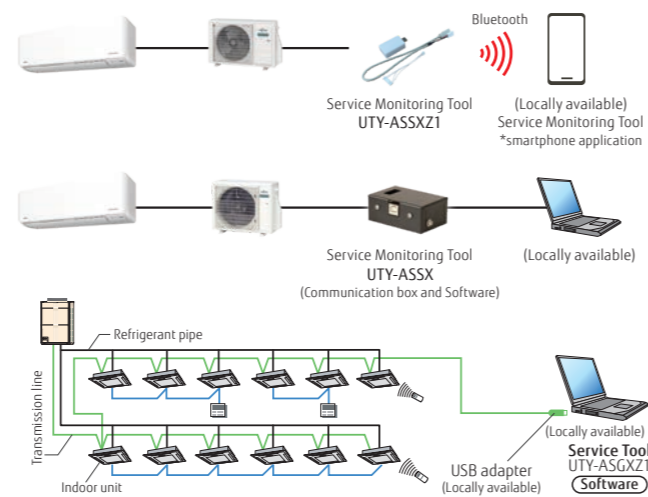 Bluetooth
Service Monitoring Tool
UTY-ASSXZ1
(Locally available)
Service Monitoring Tool
*smartphone application
Service Monitoring Tool
UTY-ASSX
(Communication box and Software)
(Locally available)
Refrigerant pipe
Transmission line
Indoor unit
USB adapter
(Locally available)
(Locally available)
Service Tool
UTY-ASGXZ1
Software